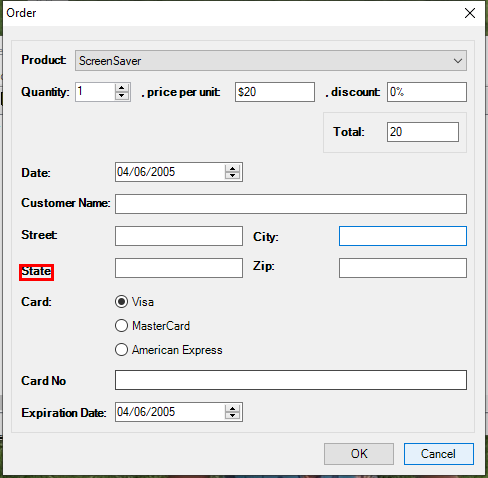 Order
Product: ScreenSaver
Quantity: 1 , price per unit: $20 , discount: 0%
Total: 20
Date: 04/06/2005
Customer Name:
Street: City:
State Zip:
Card: Visa
MasterCard
American Express
Card No
Expiration Date: 04/06/2005
OK Cancel